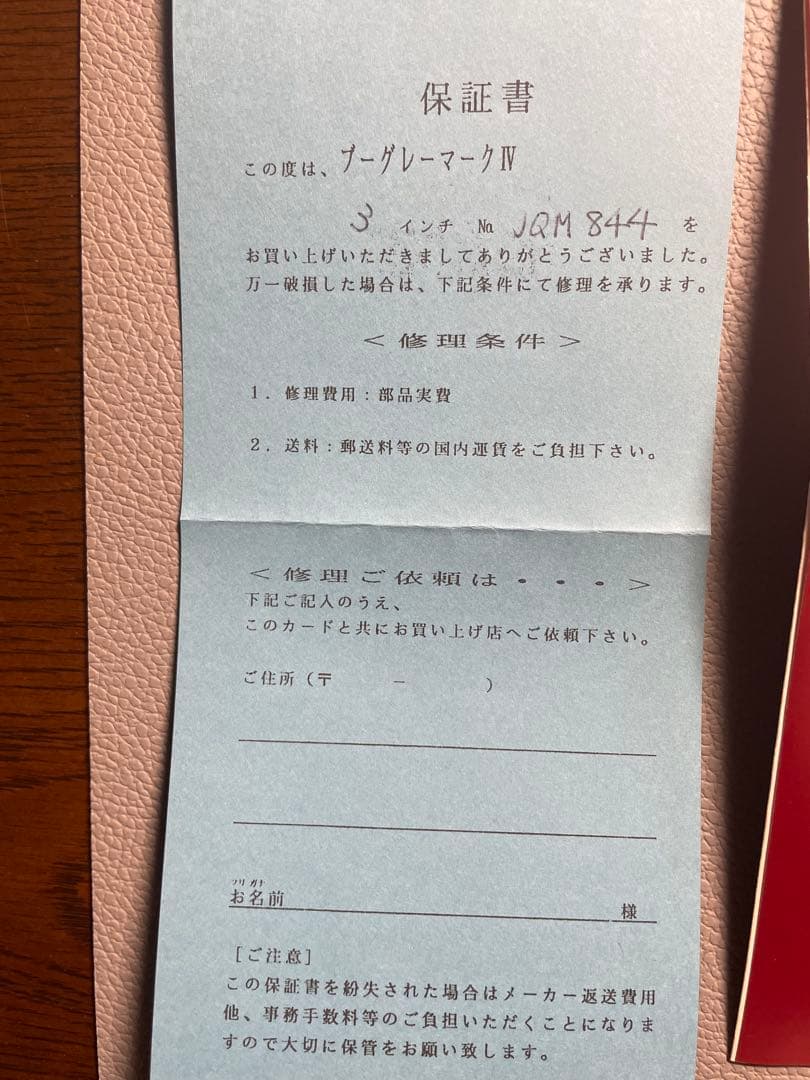 保証書
この度は、プーグレーマークⅣ
3 インチ № JQM844 を
お買い上げいただきましてありがとうございました。
万一破損した場合は、下記条件にて修理を承ります。
＜修理条件＞
1．修理費用：部品実費
2．送料：郵送料等の国内運賃をご負担下さい。
＜修理ご依頼は・・・＞
下記ご記入のうえ、
このカードと共にお買い上げ店へご依頼下さい。
ご住所（〒　　－　　　）
フリガナ
お名前　　　　　　　　様
［ご注意］
この保証書を紛失された場合はメーカー返送費用
他、事務手数料等のご負担いただくことになりま
すので大切に保管をお願い致します。